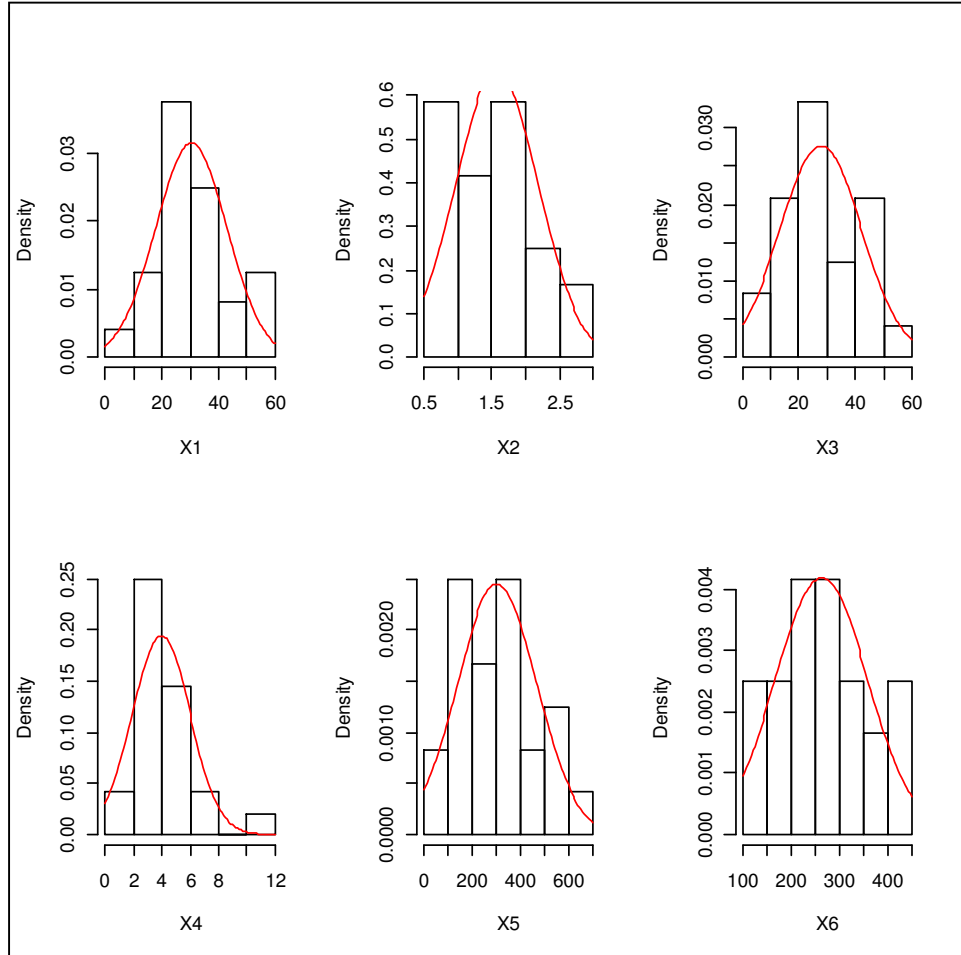 Density
0.00 0.01 0.02 0.03
0 20 40 60
X1
Density
0.0 0.1 0.2 0.3 0.4 0.5 0.6
0.5 1.5 2.5
X2
Density
0.000 0.010 0.020 0.030
0 20 40 60
X3
Density
0.00 0.05 0.10 0.15 0.20 0.25
0 2 4 6 8 12
X4
Density
0.0000 0.0010 0.0020
0 200 400 600
X5
Density
0.000 0.001 0.002 0.003 0.004
100 200 300 400
X6